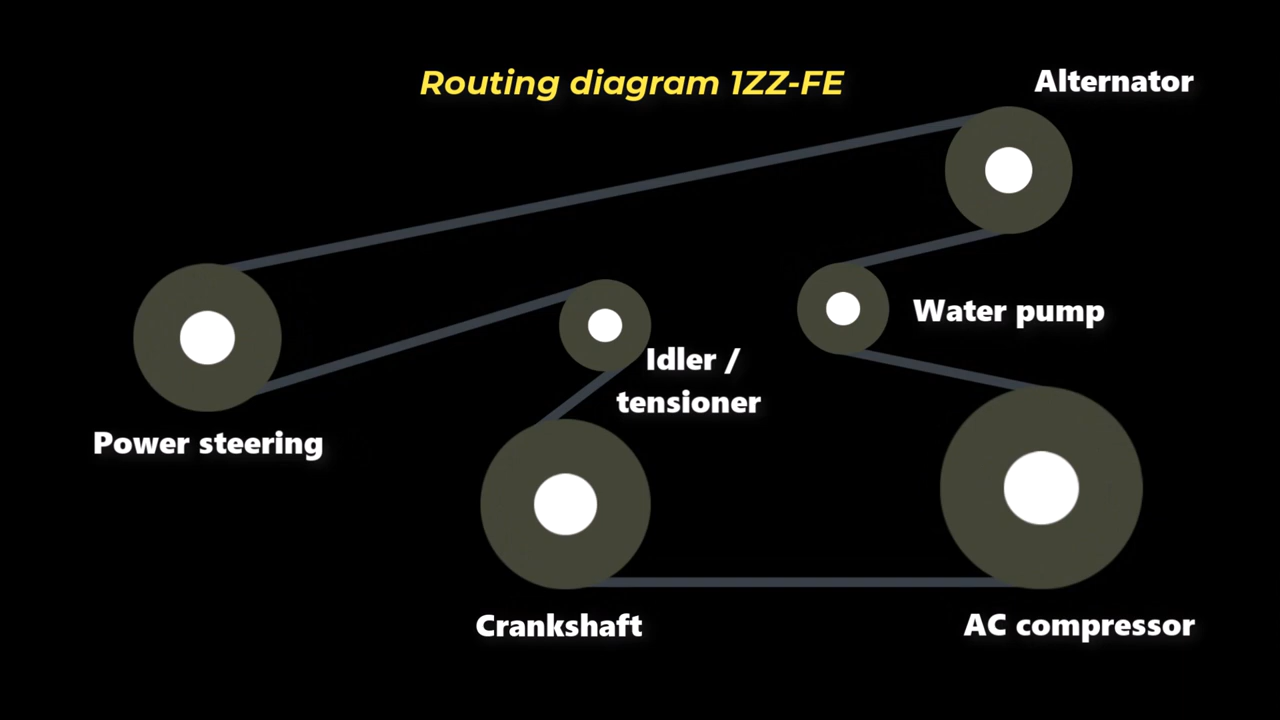 Routing diagram 1ZZ-FE
Alternator
Water pump
Idler /
tensioner
Power steering
Crankshaft
AC compressor